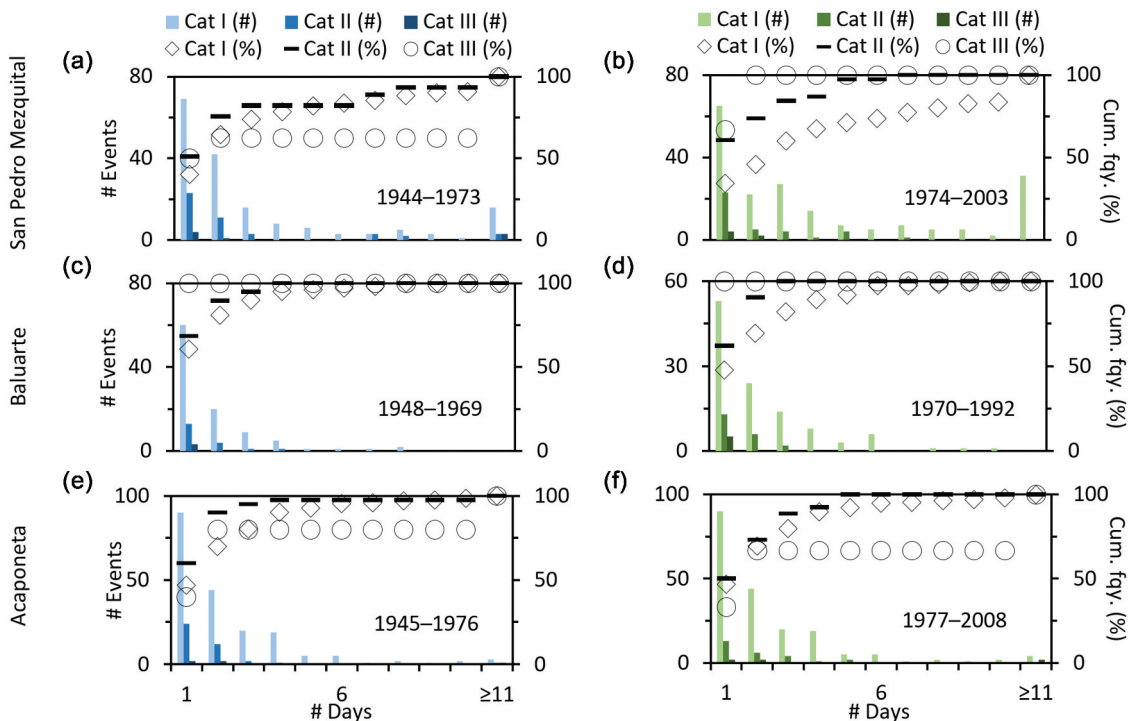 Cat I (#) Cat II (#) Cat III (#)
Cat I (%) Cat II (%) Cat III (%)
Cat I (#) Cat II (#) Cat III (#)
Cat I (%) Cat II (%) Cat III (%)
San Pedro Mezquital
(a)
# Events
80
40
0
100
50
0
1944–1973
(b)
80
40
0
100
50
0
Cum. fqy. (%)
1974–2003
Baluarte
(c)
# Events
80
40
0
100
50
0
1948–1969
(d)
60
30
0
100
50
0
Cum. fqy. (%)
1970–1992
Acaponeta
(e)
# Events
100
50
0
100
50
0
1945–1976
1 6 ≥11
# Days
(f)
100
50
0
100
50
0
Cum. fqy. (%)
1977–2008
1 6 ≥11
# Days